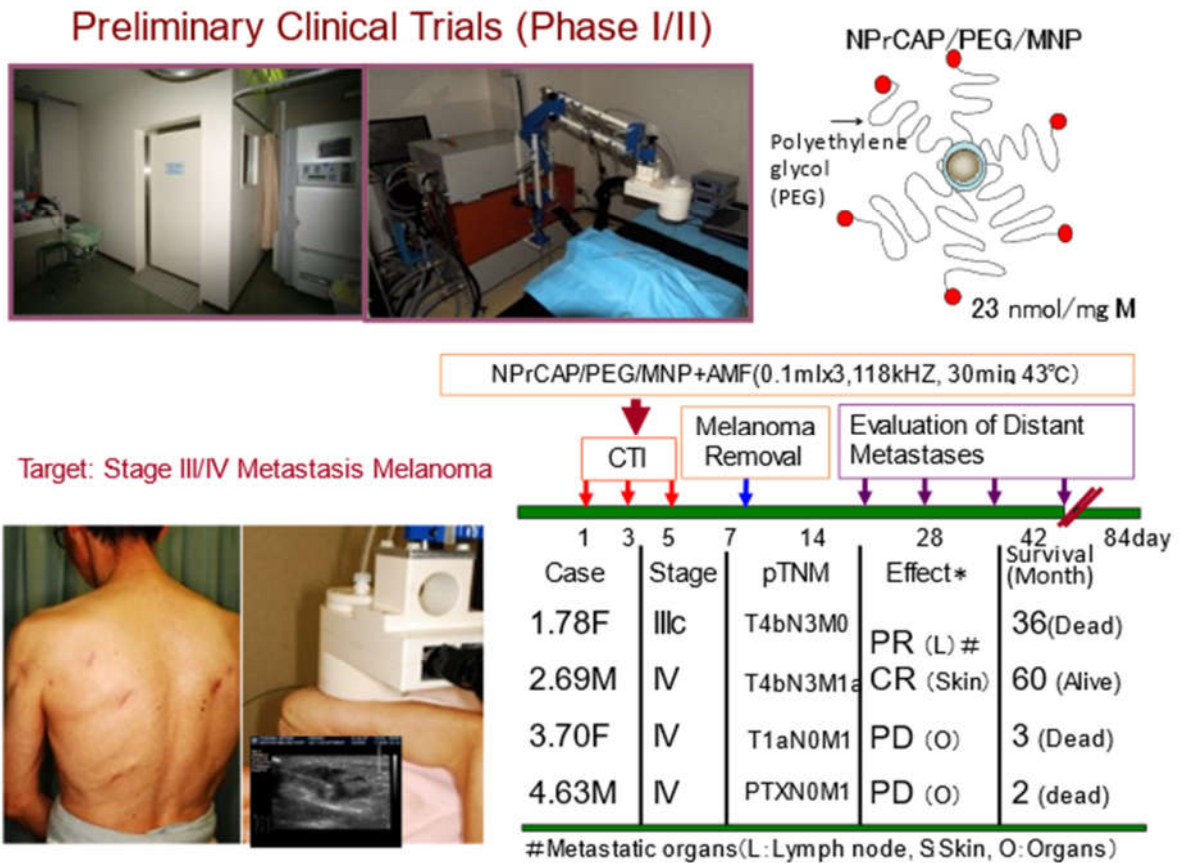 Preliminary Clinical Trials (Phase I/II)
NPrCAP/PEG/MNP
Polyethylene
glycol
(PEG)
23 nmol/mg M
NPrCAP/PEG/MNP+AMF(0.1mlx3,118kHZ, 30min, 43℃)
CTI
Melanoma
Removal
Evaluation of Distant
Metastases
Target: Stage III/IV Metastasis Melanoma
1 3 5 7 14 28 42 84day
Case Stage pTNM Effect* Survival
(Month)
1.78F IIIc T4bN3M0 PR (L) # 36(Dead)
2.69M IV T4bN3M1a CR (Skin) 60 (Alive)
3.70F IV T1aN0M1 PD (O) 3 (Dead)
4.63M IV PTXN0M1 PD (O) 2 (dead)
#Metastatic organs(L:Lymph node, S:Skin, O:Organs)